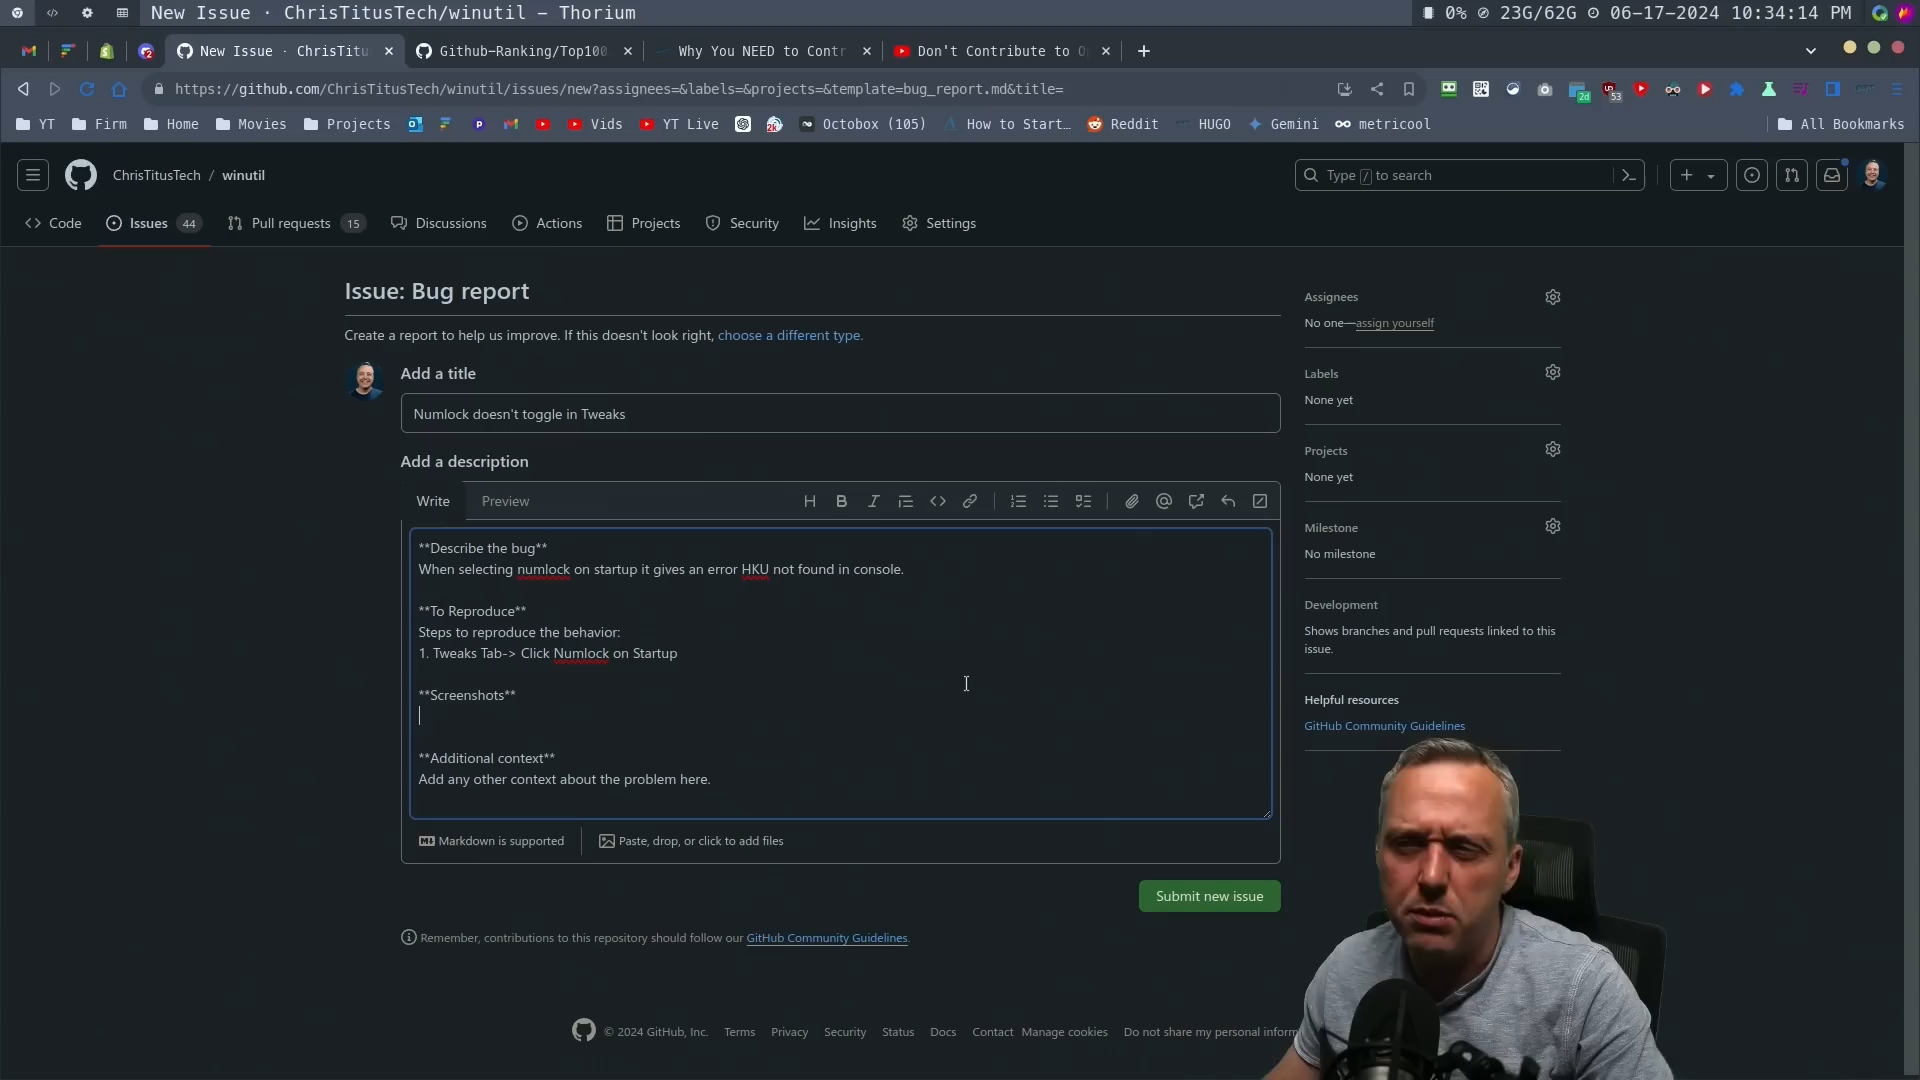 New Issue · ChrisTitusTech/winutil – Thorium
0% 23G/62G 06-17-2024 10:34:14 PM
New Issue · ChrisTitu
Github-Ranking/Top100
Why You NEED to Contr
Don't Contribute to O
https://github.com/ChrisTitusTech/winutil/issues/new?assignees=&labels=&projects=&template=bug_report.md&title=
2d
53
YT Firm Home Movies Projects Vids YT Live Octobox (105) How to Start… Reddit HUGO Gemini metricool All Bookmarks
ChrisTitusTech / winutil
Type / to search
Code Issues 44 Pull requests 15 Discussions Actions Projects Security Insights Settings
Issue: Bug report
Create a report to help us improve. If this doesn't look right, choose a different type.
Add a title
Numlock doesn't toggle in Tweaks
Add a description
Write Preview
**Describe the bug**
When selecting numlock on startup it gives an error HKU not found in console.
**To Reproduce**
Steps to reproduce the behavior:
1. Tweaks Tab-> Click Numlock on Startup
**Screenshots**
**Additional context**
Add any other context about the problem here.
Markdown is supported
Paste, drop, or click to add files
Submit new issue
Remember, contributions to this repository should follow our GitHub Community Guidelines.
Assignees
No one—assign yourself
Labels
None yet
Projects
None yet
Milestone
No milestone
Development
Shows branches and pull requests linked to this
issue.
Helpful resources
GitHub Community Guidelines
© 2024 GitHub, Inc. Terms Privacy Security Status Docs Contact Manage cookies Do not share my personal inform